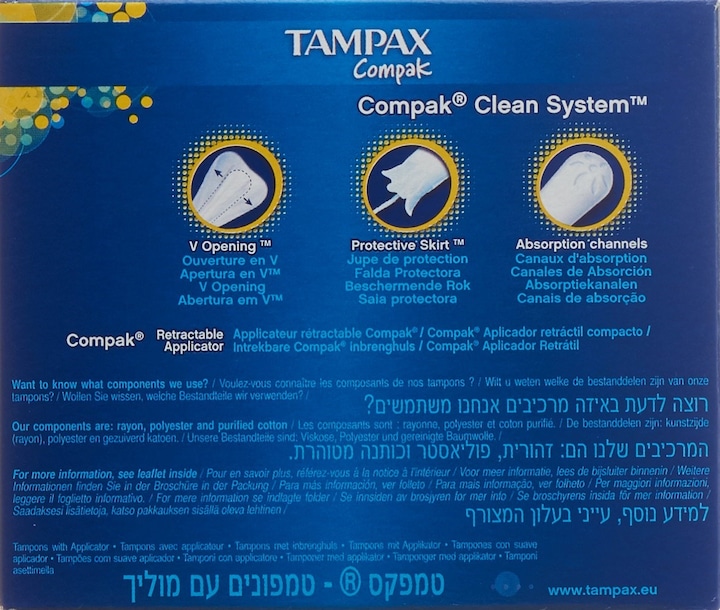 TAMPAX
Compak
Compak® Clean System™
V Opening ™
Ouverture en V
Apertura en V™
V Opening
Abertura em V™
Protective Skirt ™
Jupe de protection
Falda Protectora
Beschermende Rok
Saia protectora
Absorption channels
Canaux d'absorption
Canales de Absorción
Absorptiekanalen
Canais de absorção
Compak® Retractable Applicator
Applicateur rétractable Compak® / Compak® Aplicador retráctil compacto /
Intrekbare Compak® inbrenghuls / Compak® Aplicador Retrátil
Want to know what components we use? / Voulez-vous connaître les composants de nos tampons ? / Wilt u weten welke de bestanddelen zijn van onze
tampons? / Wollen Sie wissen, welche Bestandteile wir verwenden? /
רוצה לדעת באיזה מרכיבים אנחנו משתמשים?
Our components are: rayon, polyester and purified cotton / Les composants sont : rayonne, polyester et coton purifié. / De bestanddelen zijn: kunstzijde
(rayon), polyester en gezuiverd katoen. / Unsere Bestandteile sind: Viskose, Polyester und gereinigte Baumwolle. /
המרכיבים שלנו הם: זהורית, פוליאסטר וכותנה מטוהרת.
For more information, see leaflet inside / Pour en savoir plus, référez-vous à la notice à l'intérieur / Voor meer informatie, lees de bijsluiter binnenin / Weitere
Informationen finden Sie in der Broschüre in der Packung / Para más información, ver folleto / Para mais informação, ver folheto / Per maggiori informazioni,
leggere il foglietto informativo. / For mere information se indlagte folder / Se innsiden av brosjyren for mer info / Se broschyrens insida för mer information /
Saadaksesi lisätietoja, katso pakkauksen sisällä oleva lehtinen /
למידע נוסף, עייני בעלון המצורף
Tampons with Applicator • Tampons avec applicateur • Tampons met inbrenghuls • Tampons mit Applikator • Tampones con suave
aplicador • Tampões com suave aplicador • Tamponi con applicatore • Tamponer med applikator • Tamponger med applikator • Tamponi
asettimella
טמפקס ® - טמפונים עם מוליך
www.tampax.eu